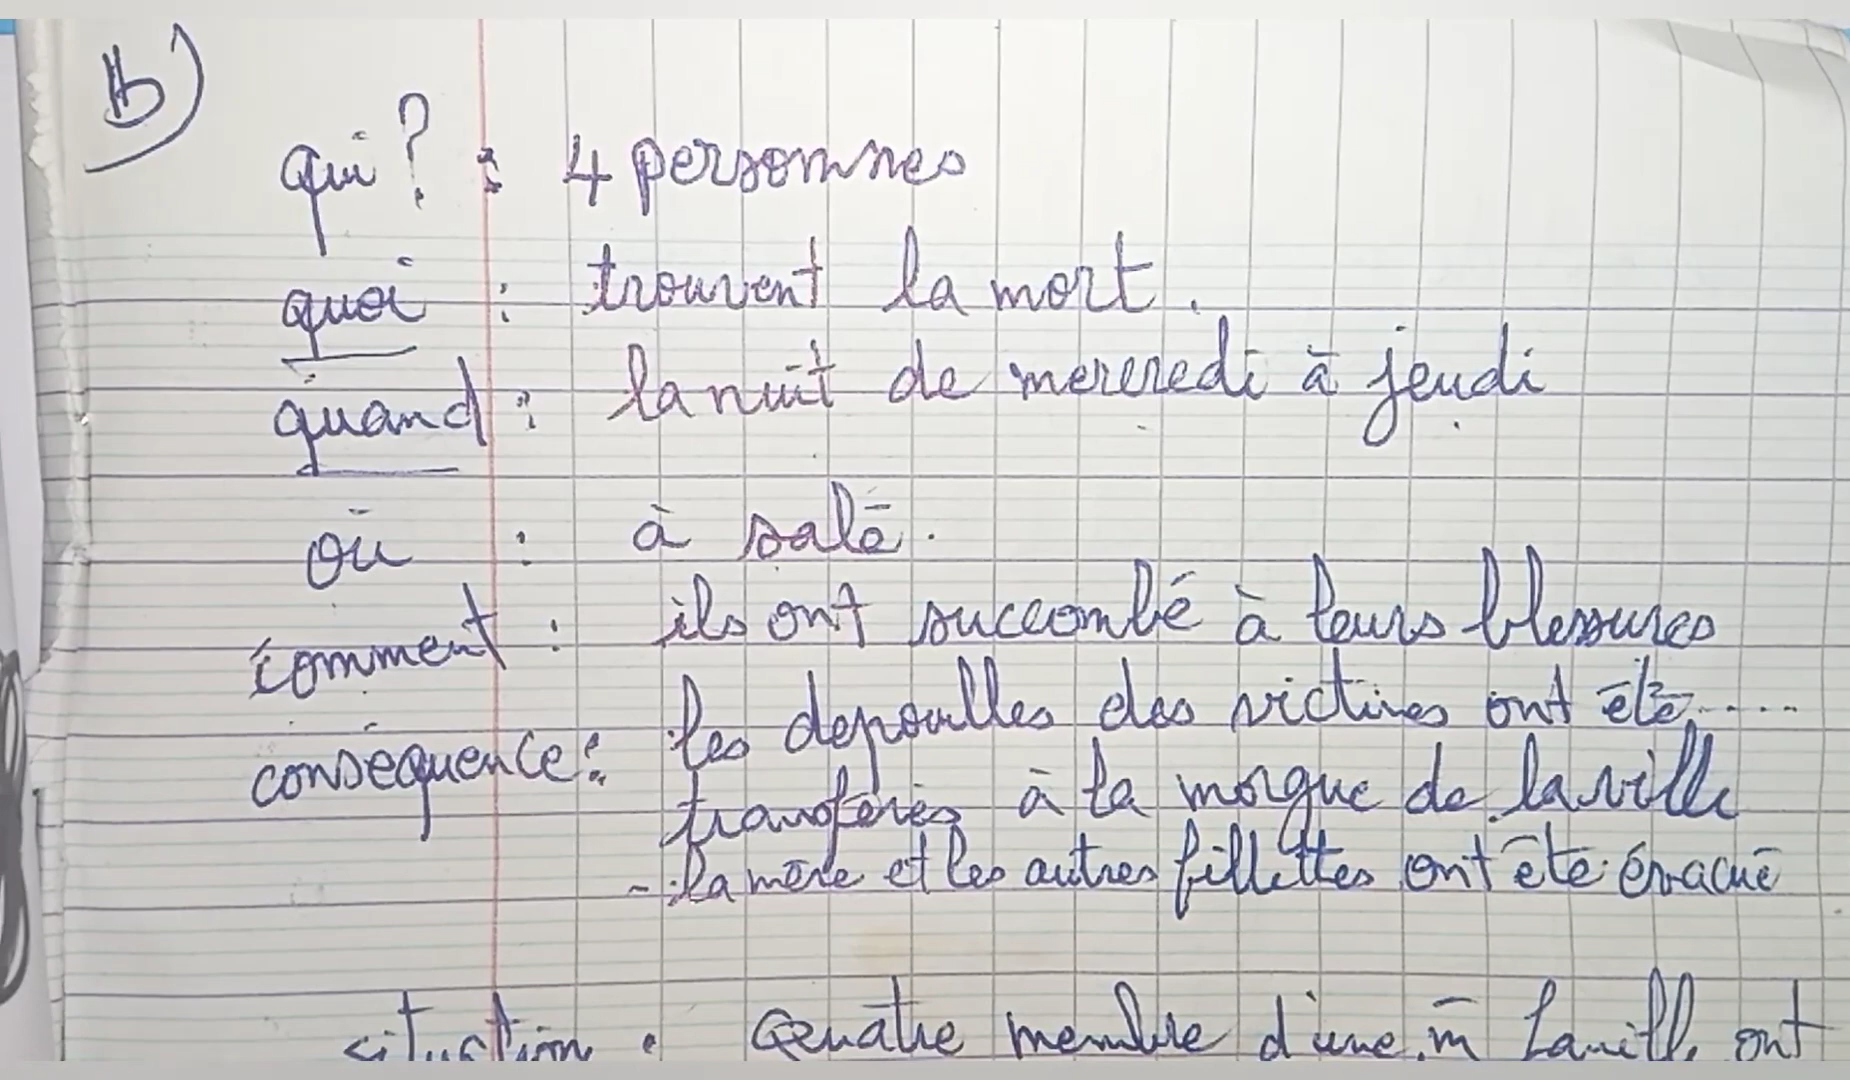 b)
qui ? : 4 personnes
quoi : trouvent la mort.
quand : la nuit de mercredi à jeudi
où : à salé.
comment : ils ont succombé à leurs blessures
conséquence : les depouilles des victimes ont été.....
transférés à la morgue de la ville
- la mère et les autres fillettes ont été évacué
situation : Quatre membre d'une m famille ont